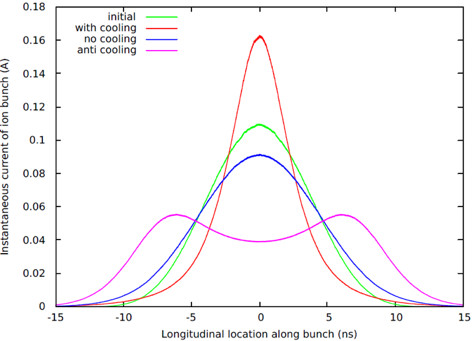 0.18
0.16
0.14
0.12
0.1
0.08
0.06
0.04
0.02
0
-15
-10
-5
0
5
10
15
initial
with cooling
no cooling
anti cooling
Instantaneous current of ion bunch (A)
Longitudinal location along bunch (ns)